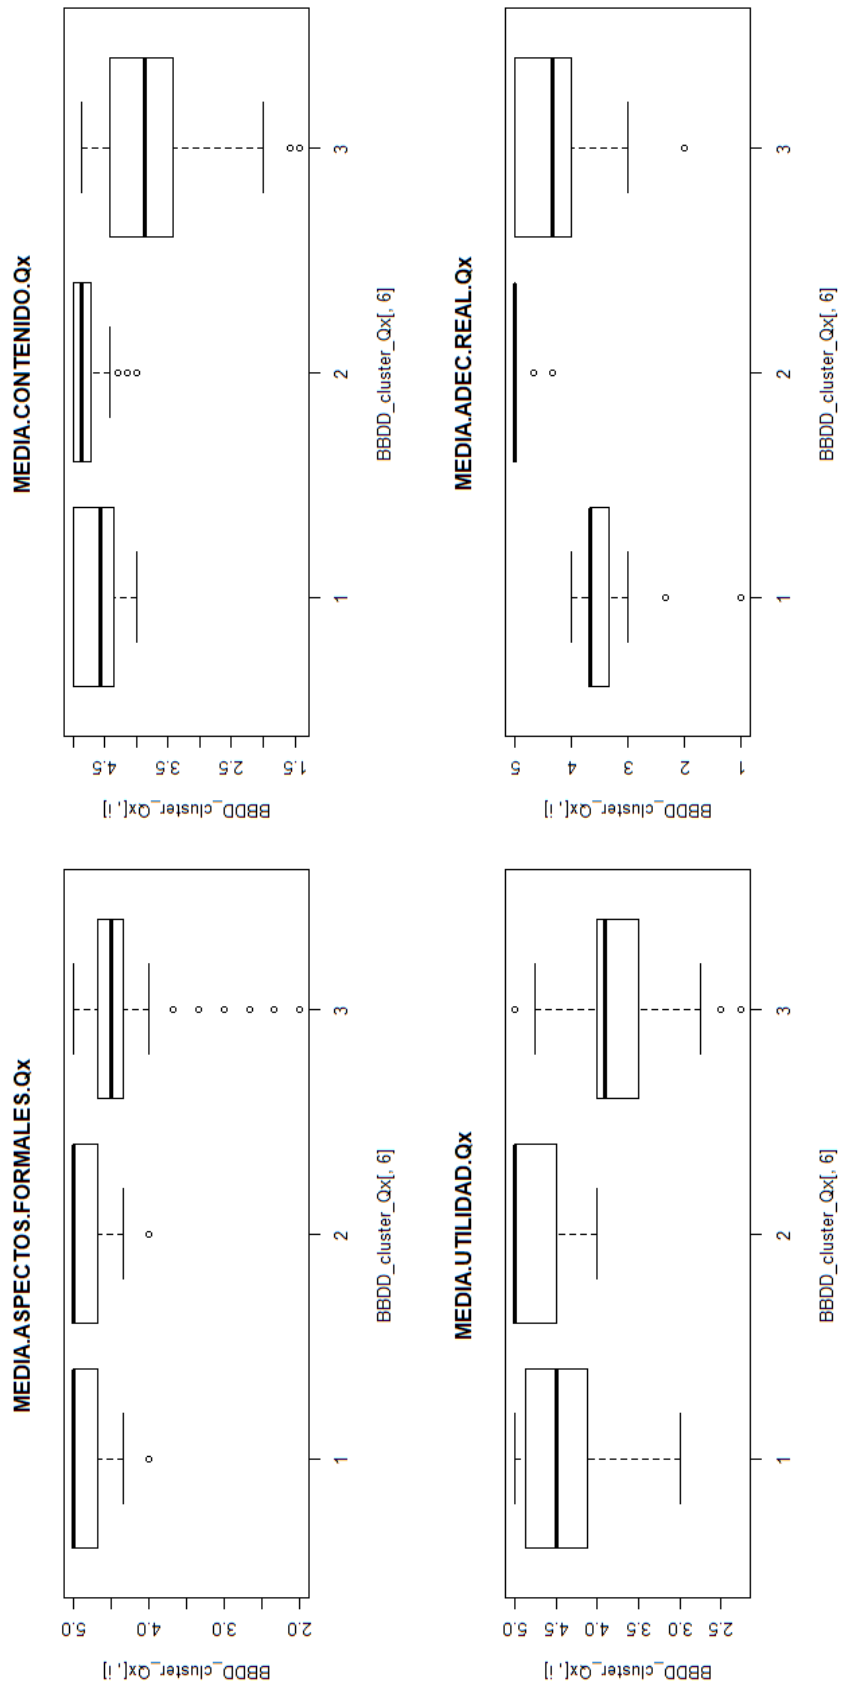 MEDIA.ASPECTOS.FORMALES.Qx
BBDD_cluster_Qx[, i]
5.0
4.0
3.0
2.0
1 2 3
BBDD_cluster_Qx[, 6]
MEDIA.CONTENIDO.Qx
BBDD_cluster_Qx[, i]
4.5
3.5
2.5
1.5
1 2 3
BBDD_cluster_Qx[, 6]
MEDIA.UTILIDAD.Qx
BBDD_cluster_Qx[, i]
5.0
4.5
4.0
3.5
3.0
2.5
1 2 3
BBDD_cluster_Qx[, 6]
MEDIA.ADEC.REAL.Qx
BBDD_cluster_Qx[, i]
5
4
3
2
1
1 2 3
BBDD_cluster_Qx[, 6]